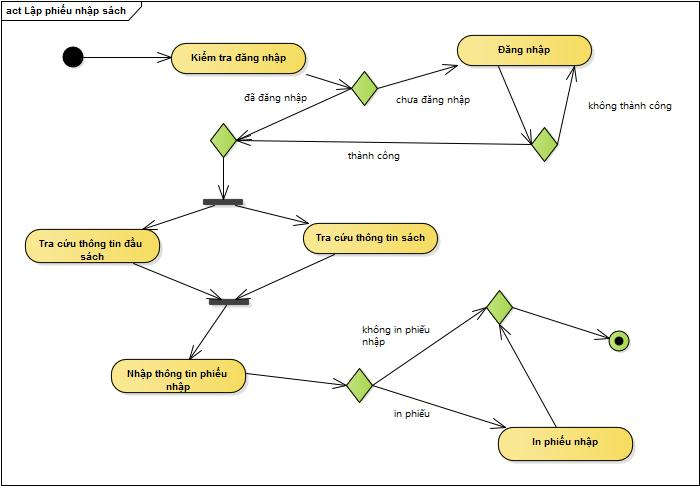 act Lập phiếu nhập sách
Kiểm tra đăng nhập
Đăng nhập
đã đăng nhập
chưa đăng nhập
không thành công
thành công
Tra cứu thông tin đầu
sách
Tra cứu thông tin sách
không in phiếu
nhập
Nhập thông tin phiếu
nhập
in phiếu
In phiếu nhập